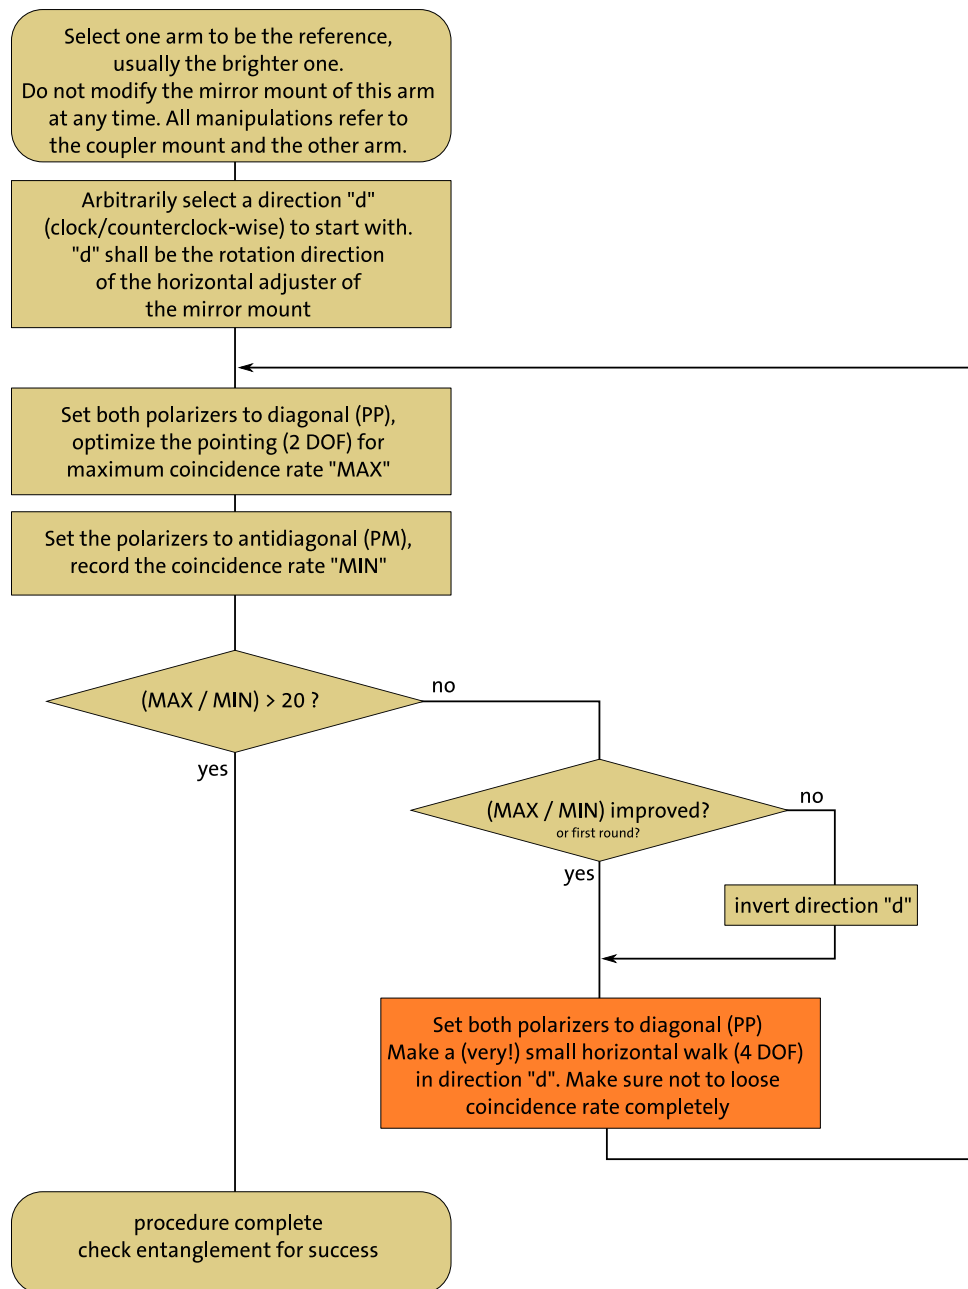 Select one arm to be the reference,
usually the brighter one.
Do not modify the mirror mount of this arm
at any time. All manipulations refer to
the coupler mount and the other arm.
Arbitrarily select a direction "d"
(clock/counterclock-wise) to start with.
"d" shall be the rotation direction
of the horizontal adjuster of
the mirror mount
Set both polarizers to diagonal (PP),
optimize the pointing (2 DOF) for
maximum coincidence rate "MAX"
Set the polarizers to antidiagonal (PM),
record the coincidence rate "MIN"
(MAX / MIN) > 20 ?
no
yes
(MAX / MIN) improved?
or first round?
no
yes
invert direction "d"
Set both polarizers to diagonal (PP)
Make a (very!) small horizontal walk (4 DOF)
in direction "d". Make sure not to loose
coincidence rate completely
procedure complete
check entanglement for success